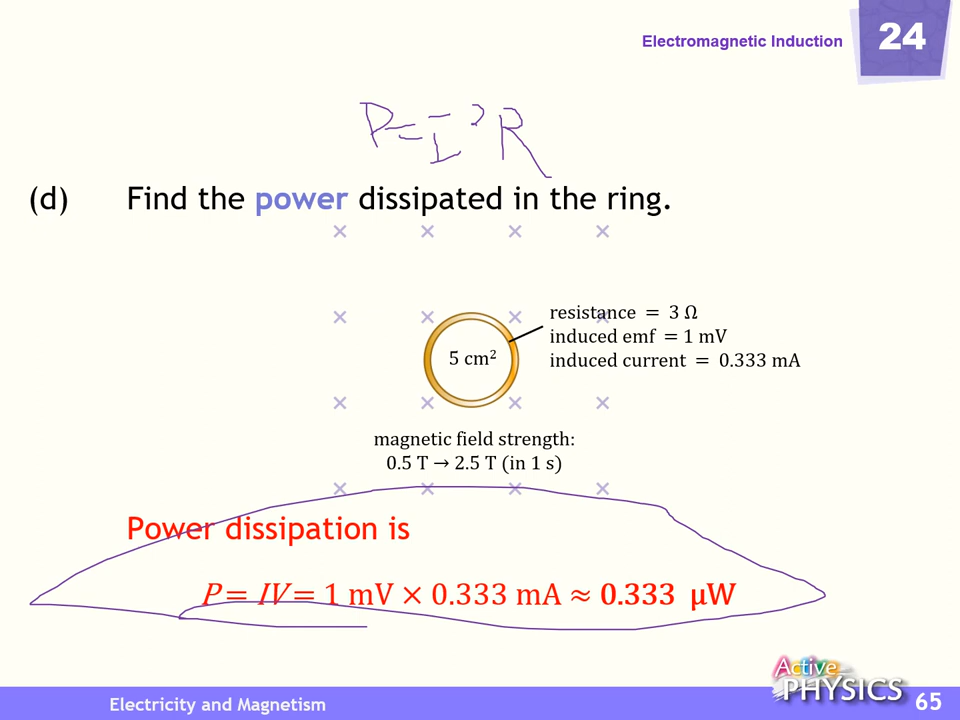 Electromagnetic Induction
24
P=I²R
(d) Find the power dissipated in the ring.
resistance = 3 Ω
induced emf = 1 mV
induced current = 0.333 mA
5 cm²
magnetic field strength:
0.5 T → 2.5 T (in 1 s)
Power dissipation is
P = IV = 1 mV × 0.333 mA ≈ 0.333 μW
Active
PHYSICS
Electricity and Magnetism
65